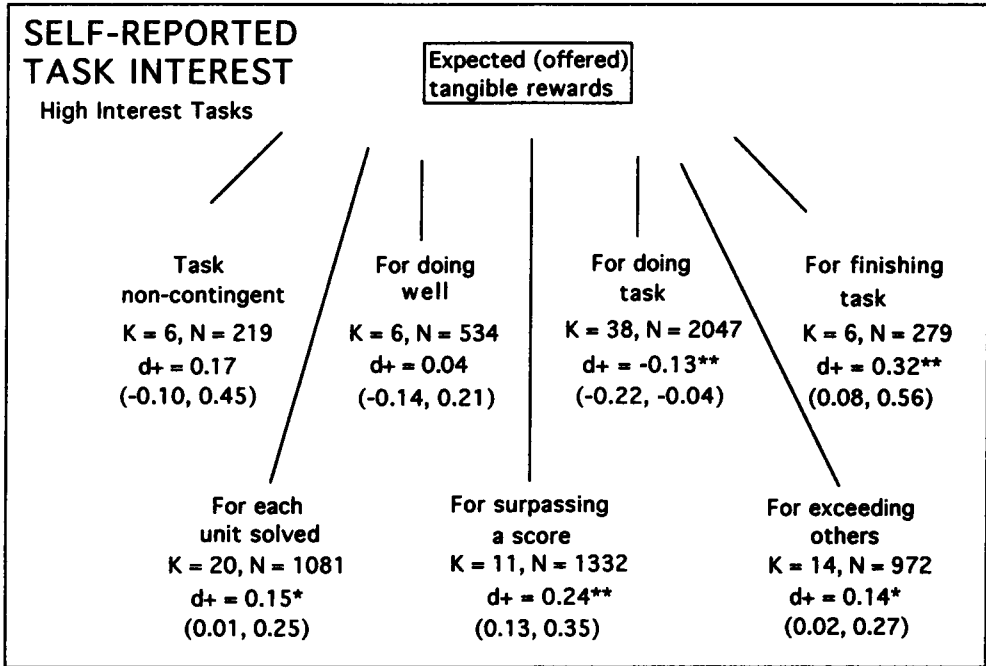 SELF-REPORTED
TASK INTEREST
High Interest Tasks
Expected (offered)
tangible rewards
Task
non-contingent
K = 6, N = 219
d+ = 0.17
(-0.10, 0.45)
For doing
well
K = 6, N = 534
d+ = 0.04
(-0.14, 0.21)
For doing
task
K = 38, N = 2047
d+ = -0.13**
(-0.22, -0.04)
For finishing
task
K = 6, N = 279
d+ = 0.32**
(0.08, 0.56)
For each
unit solved
K = 20, N = 1081
d+ = 0.15*
(0.01, 0.25)
For surpassing
a score
K = 11, N = 1332
d+ = 0.24**
(0.13, 0.35)
For exceeding
others
K = 14, N = 972
d+ = 0.14*
(0.02, 0.27)